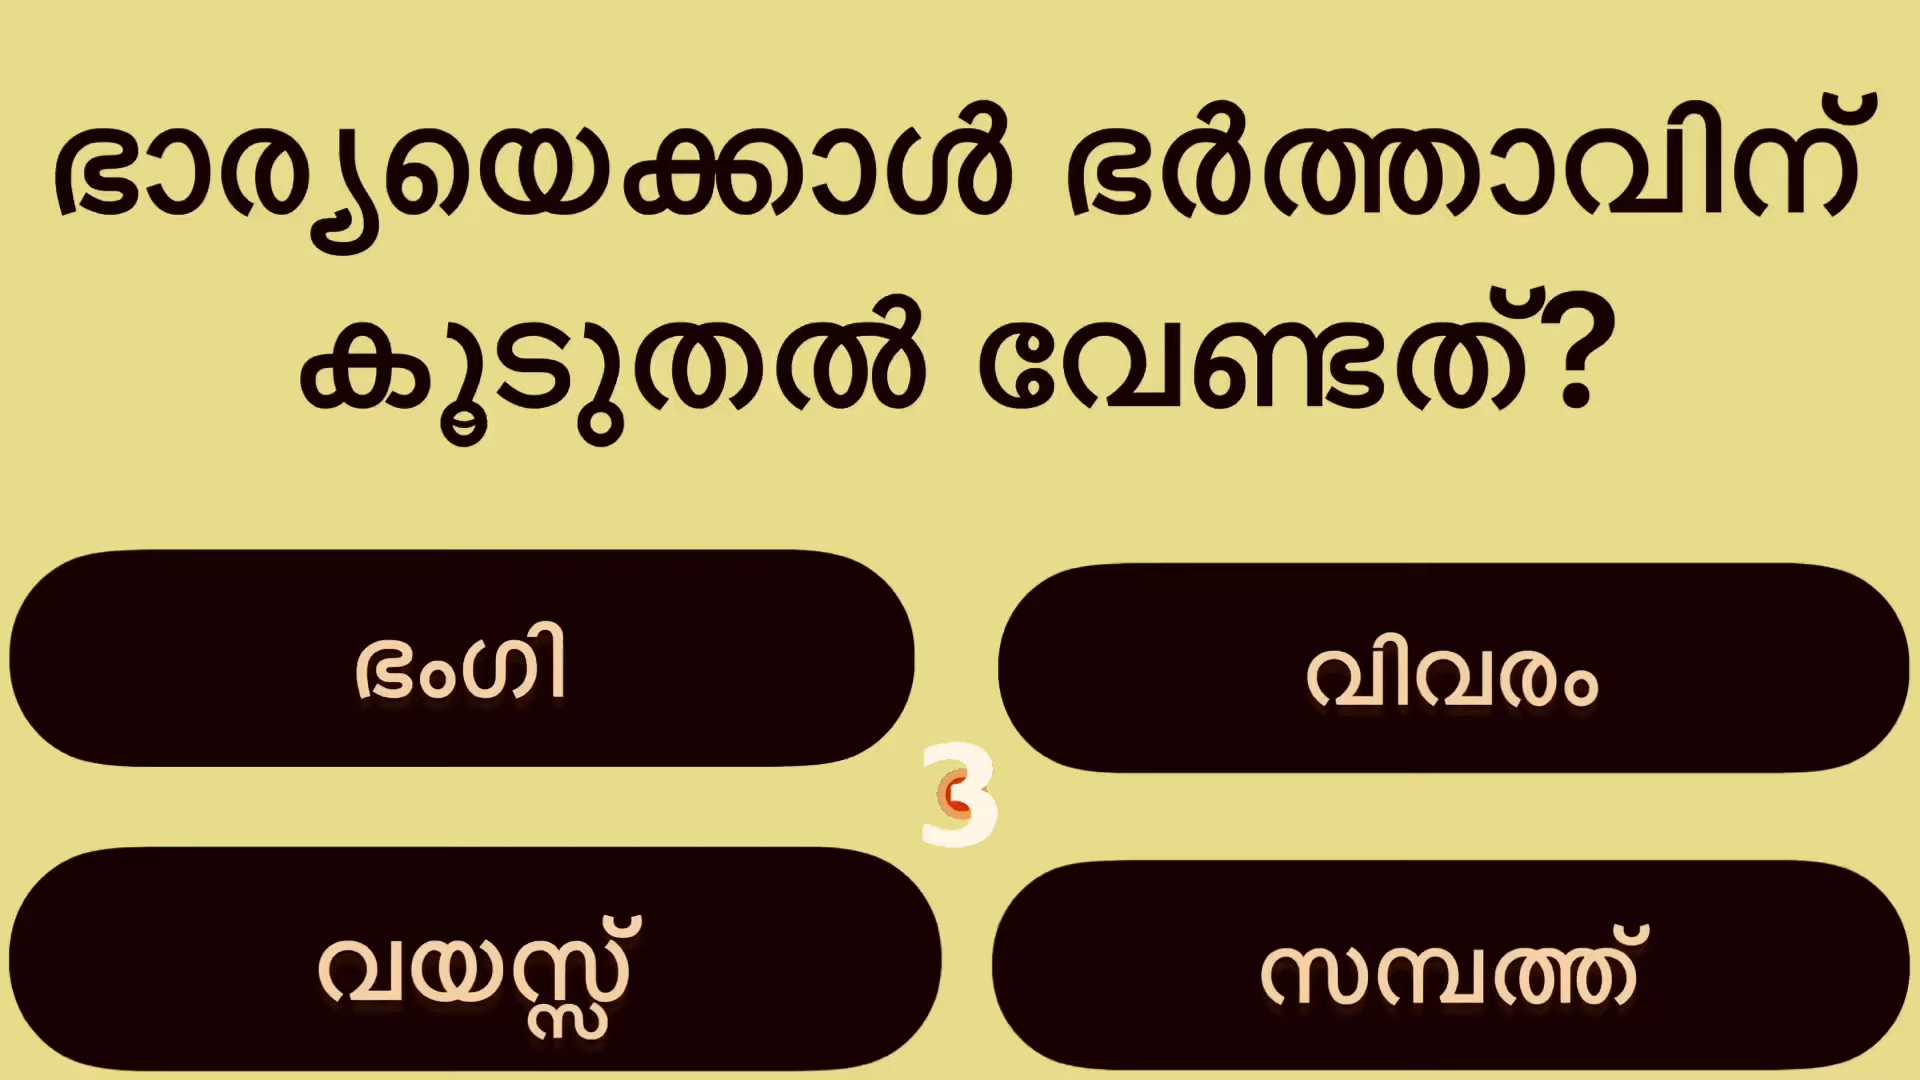 ഭാര്യയെക്കാൾ ഭർത്താവിന്
കൂടുതൽ വേണ്ടത്?
ഭംഗി
വിവരം
3
വയസ്സ്
സമ്പത്ത്